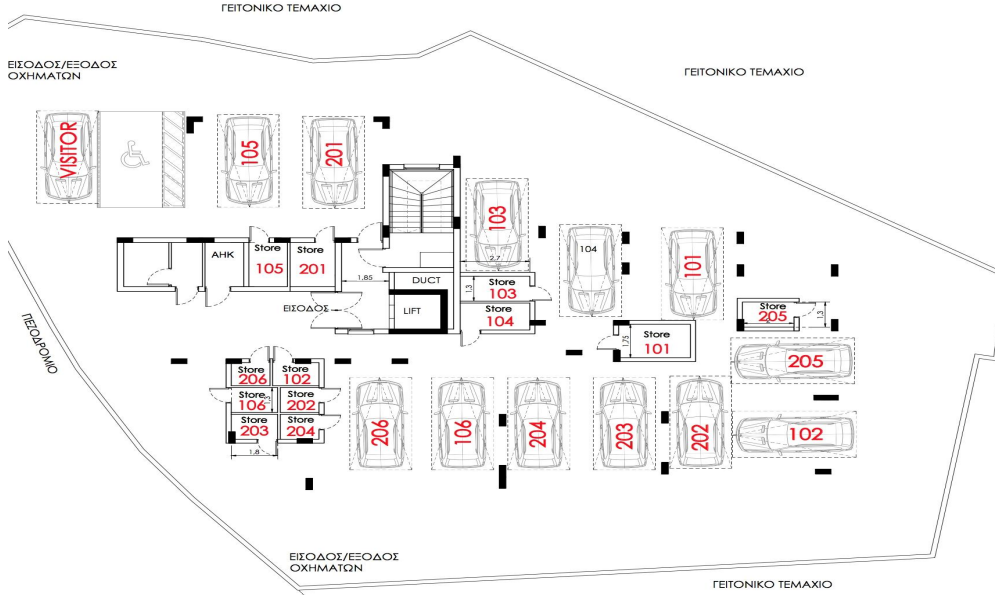 ΓΕΙΤΟΝΙΚΟ ΤΕΜΑΧΙΟ
ΕΙΣΟΔΟΣ/ΕΞΟΔΟΣ
ΟΧΗΜΑΤΩΝ
ΓΕΙΤΟΝΙΚΟ ΤΕΜΑΧΙΟ
VISITOR
105
201
103
104
101
2,7
ΑΗΚ
Store
105
Store
201
1,85
DUCT
Store
103
1,3
ΕΙΣΟΔΟΣ
LIFT
Store
104
Store
101
1,75
Store
205
1,3
ΠΕΖΟΔΡΟΜΙΟ
205
Store
206
Store
102
Store
106
1,3
Store
202
Store
203
Store
204
1,8
206
106
204
203
202
102
ΕΙΣΟΔΟΣ/ΕΞΟΔΟΣ
ΟΧΗΜΑΤΩΝ
ΓΕΙΤΟΝΙΚΟ ΤΕΜΑΧΙΟ